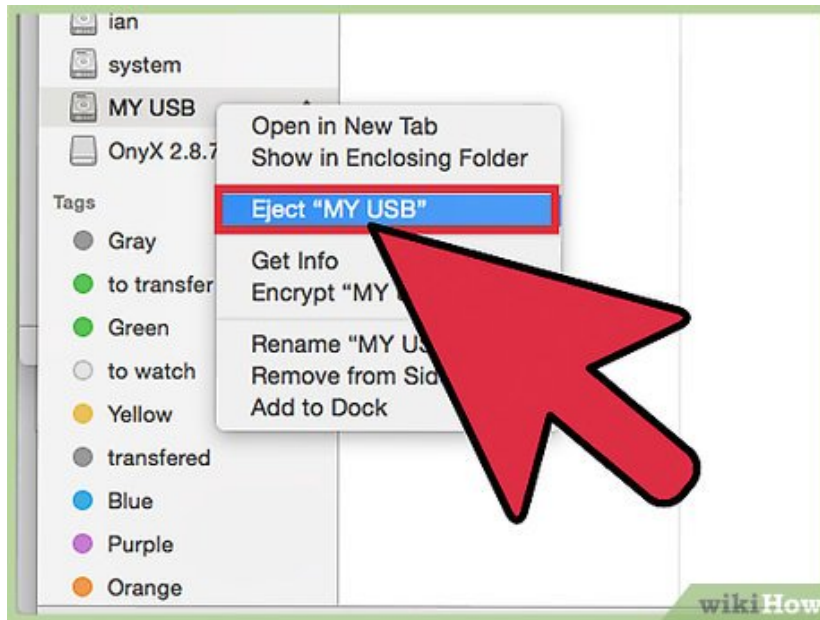 ian
system
MY USB
OnyX 2.8.7
Tags
Gray
to transfer
Green
to watch
Yellow
transfered
Blue
Purple
Orange
Open in New Tab
Show in Enclosing Folder
Eject “MY USB”
Get Info
Encrypt “MY
Rename “MY US
Remove from Sid
Add to Dock
wikiHow